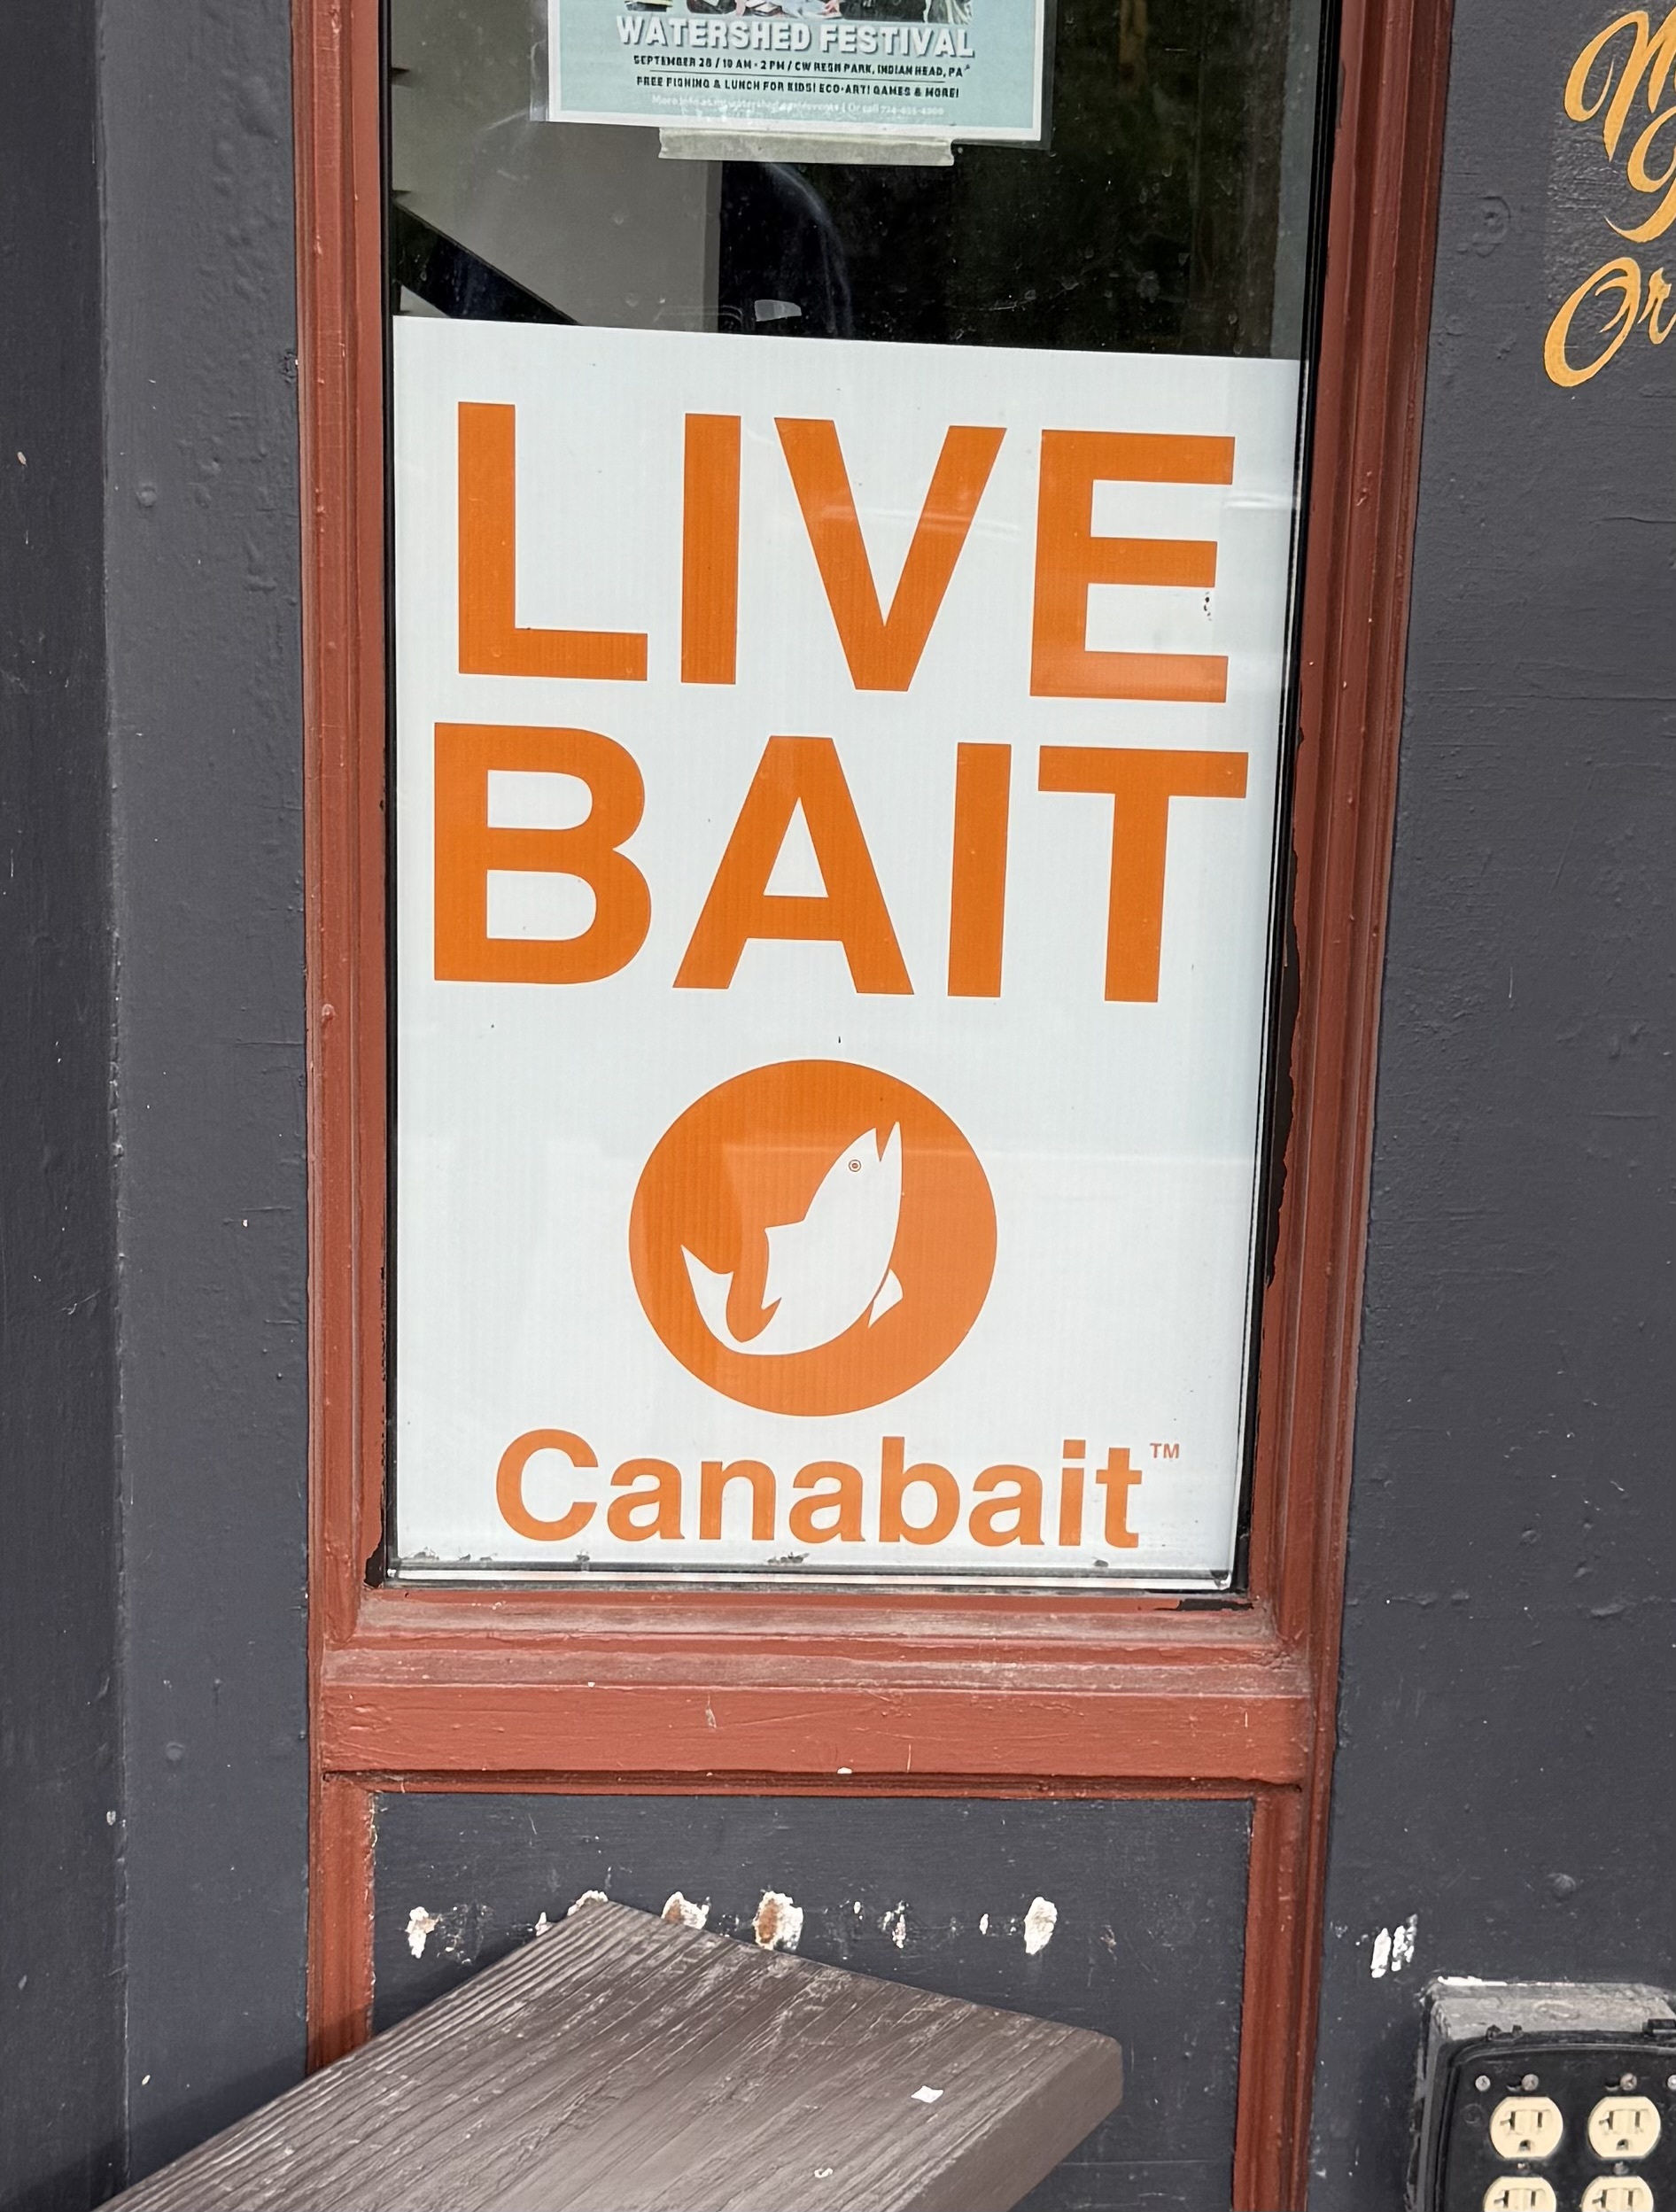 WATERSHED FESTIVAL
SEPTEMBER 28 / 10 AM - 2 PM / CW RESH PARK, INDIAN HEAD, PA
FREE FISHING & LUNCH FOR KIDS! ECO-ART! GAMES & MORE!
LIVE
BAIT
Canabait™
Or